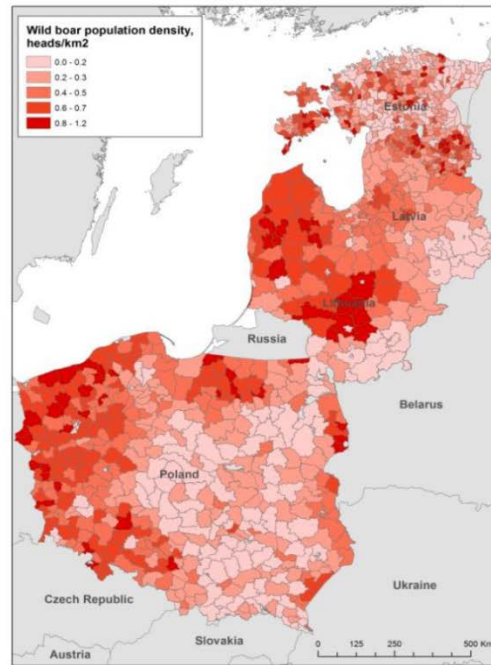 Wild boar population density,
heads/km2
0.0 - 0.2
0.2 - 0.3
0.4 - 0.5
0.6 - 0.7
0.8 - 1.2
Estonia
Latvia
Lithuania
Russia
Belarus
Poland
Ukraine
Czech Republic
Slovakia
Austria
0 125 250 500 Km